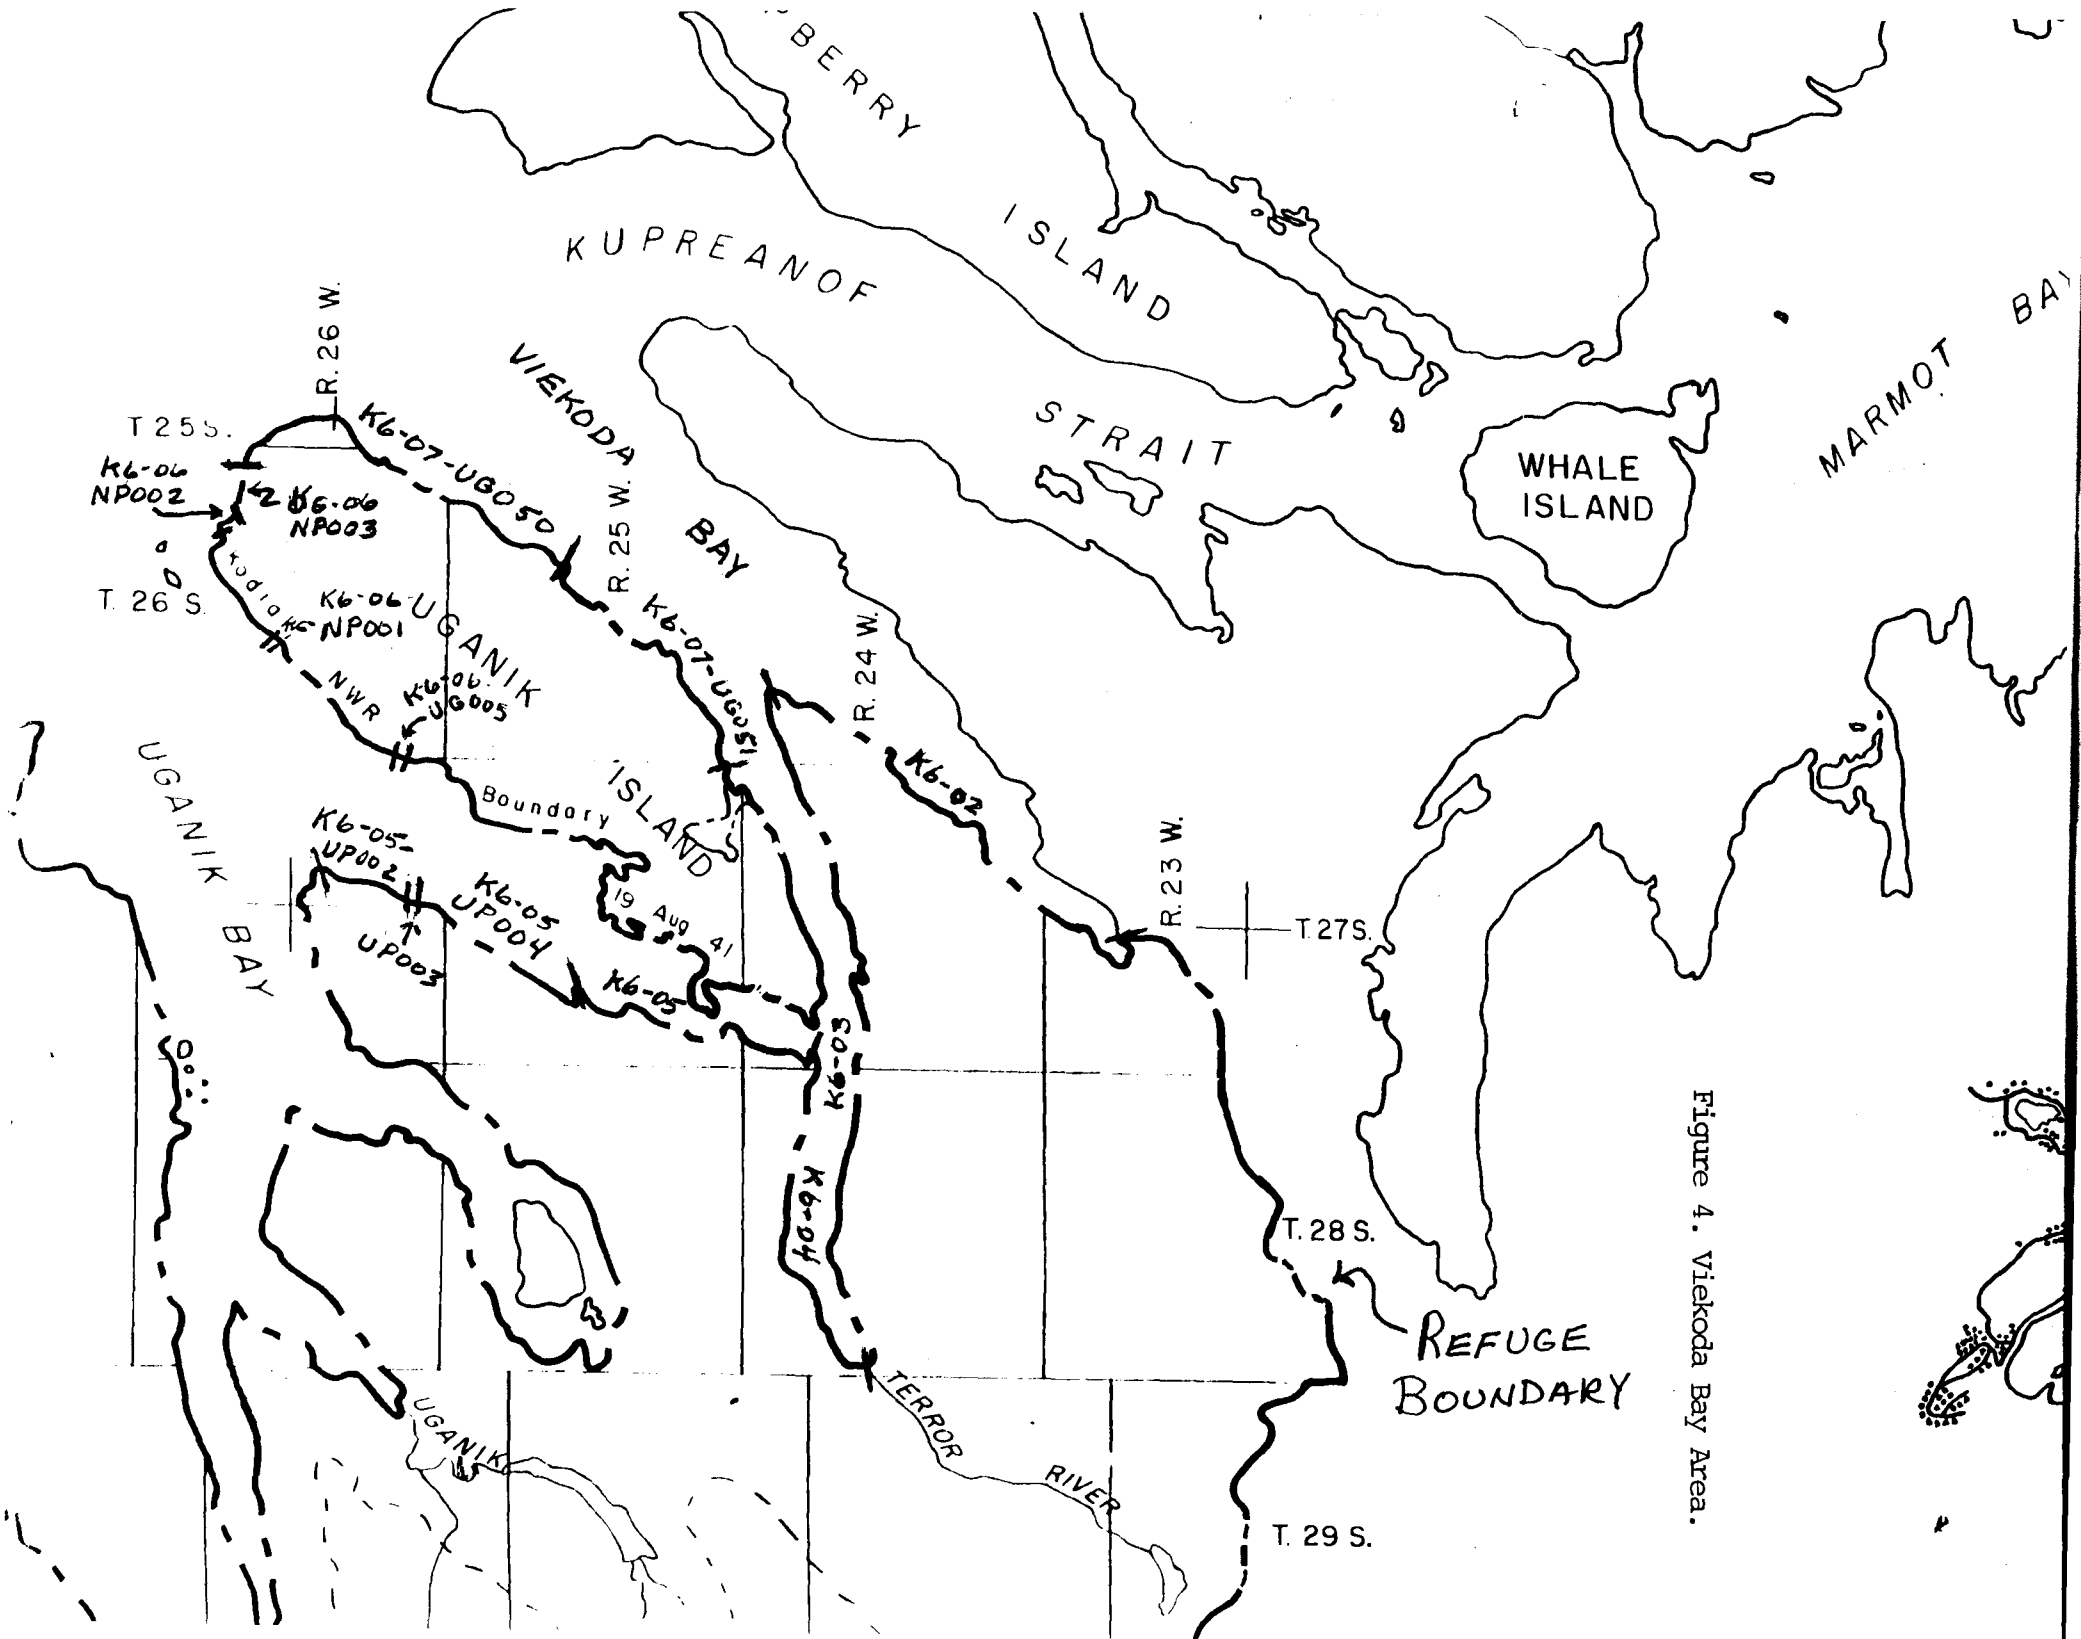 BERRY
ISLAND
KUPREANOF
STRAIT
MARMOT
BAY
WHALE
ISLAND
VIEKODA
BAY
R. 26 W.
T 25 S.
K6-07-UG050
K6-06
NP002
K6-06
NP003
R. 25 W.
T. 26 S.
K6-06
NP001
UGANIK
ISLAND
K6-07-UG051
R. 24 W.
NWR
K6-06
UG005
Boundary
19 Aug 41
K6-02
UGANIK
BAY
K6-05-
UP002
K6-05
UP004
UP003
K6-05
R. 23 W.
T. 27 S.
K6-03
K6-04
T. 28 S.
REFUGE
BOUNDARY
UGANIK
TERROR
RIVER
T. 29 S.
Figure 4. Viekoda Bay Area.